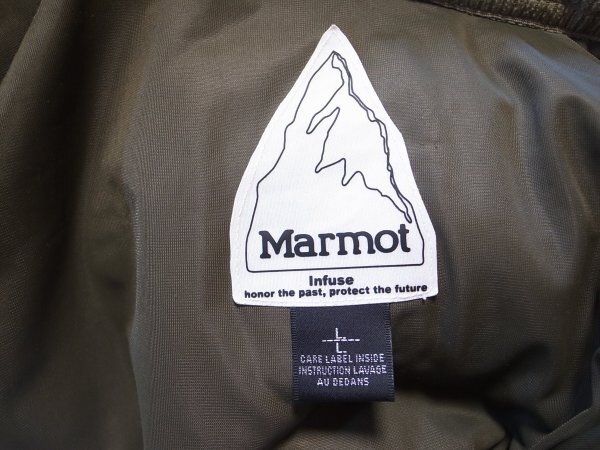 Marmot
Infuse
honor the past, protect the future
L.
L.
CARE LABEL INSIDE
INSTRUCTION LAVAGE
AU DEDANS